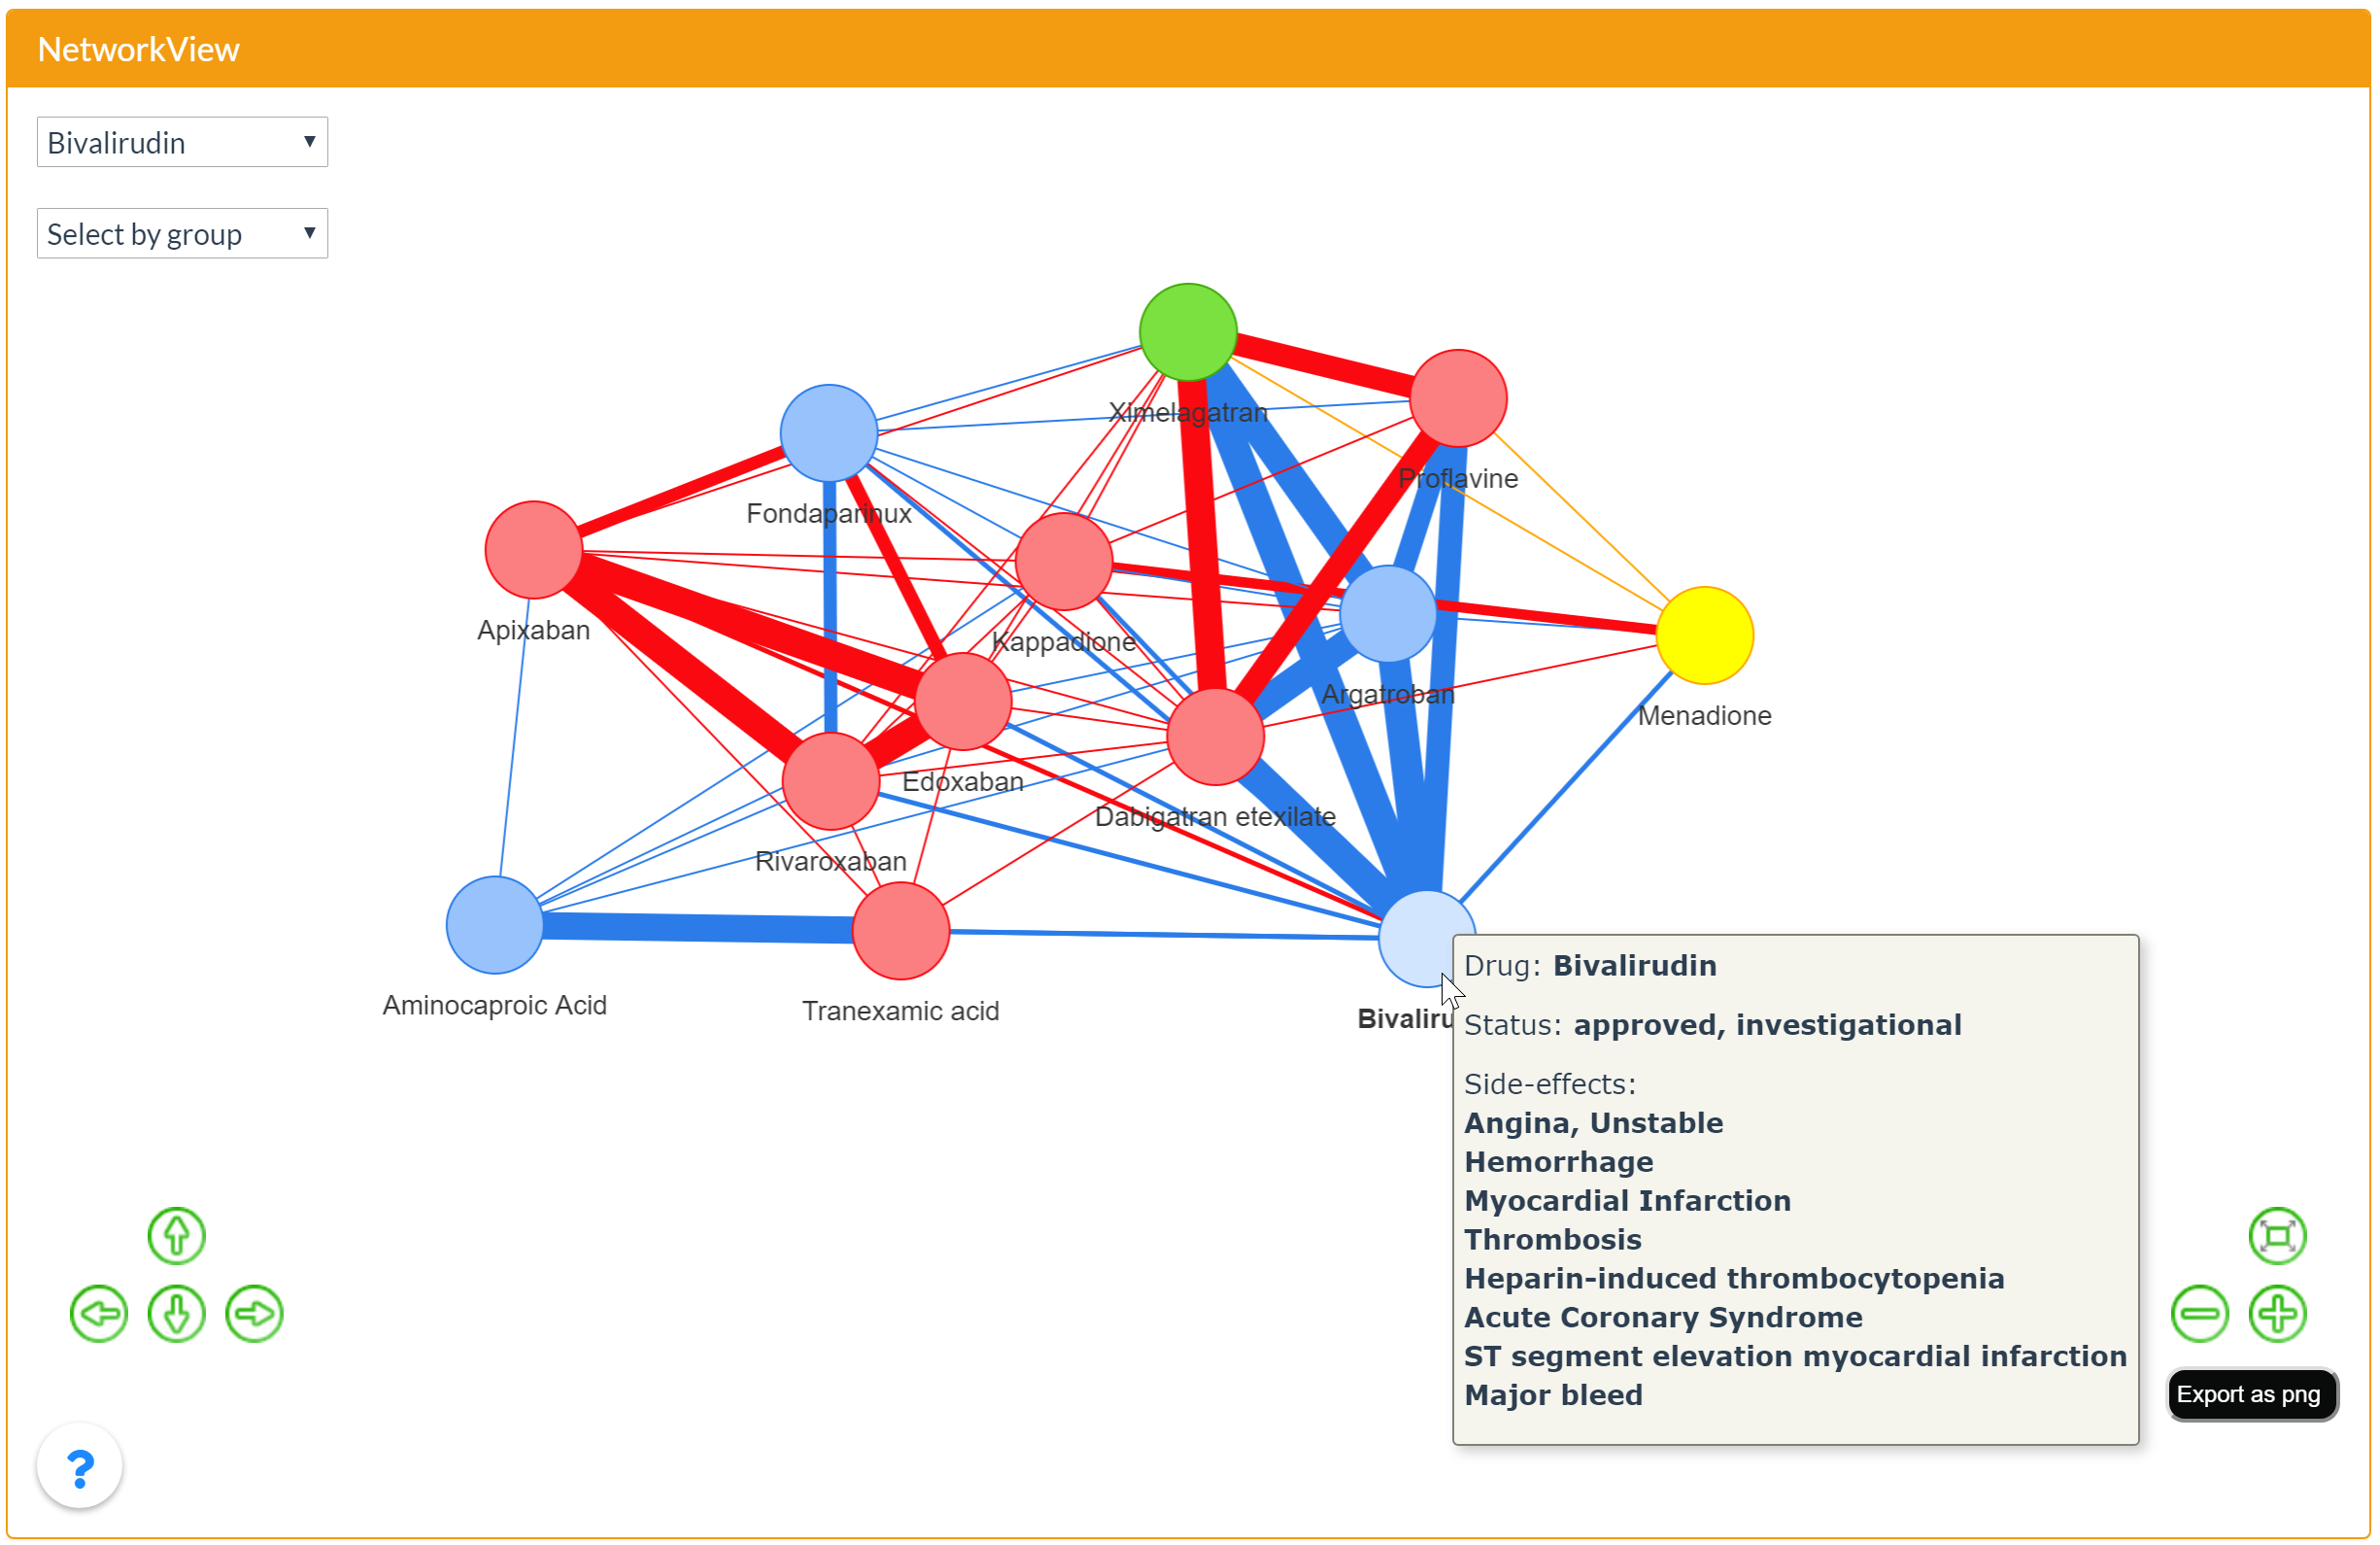 NetworkView
Bivalirudin
Select by group
Ximelagatran
Proflavine
Fondaparinux
Apixaban
Kappadione
Argatroban
Menadione
Edoxaban
Dabigatran etexilate
Rivaroxaban
Aminocaproic Acid
Tranexamic acid
Bivaliru
Drug: Bivalirudin
Status: approved, investigational
Side-effects:
Angina, Unstable
Hemorrhage
Myocardial Infarction
Thrombosis
Heparin-induced thrombocytopenia
Acute Coronary Syndrome
ST segment elevation myocardial infarction
Major bleed
Export as png
?